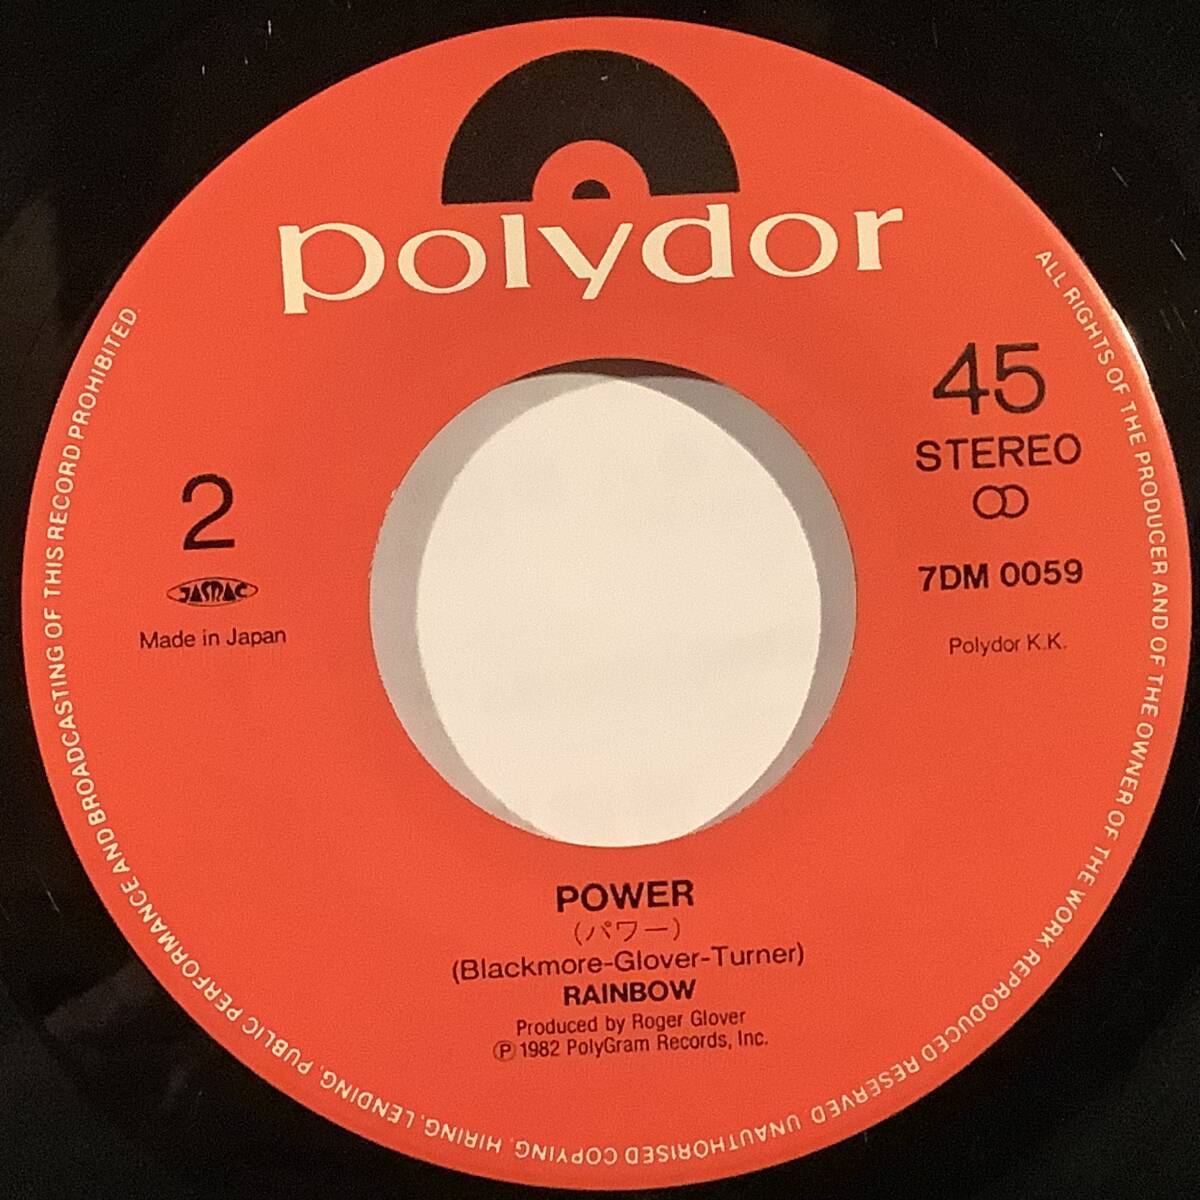 polydor
45
STEREO
7DM 0059
Polydor K.K.
2
JASRAC
Made in Japan
POWER
(パワー)
(Blackmore-Glover-Turner)
RAINBOW
Produced by Roger Glover
Ⓟ 1982 PolyGram Records, Inc.
ALL RIGHTS OF THE PRODUCER AND OF THE OWNER OF THE WORK REPRODUCED RESERVED UNAUTHORISED COPYING, HIRING, LENDING, PUBLIC PERFORMANCE AND BROADCASTING OF THIS RECORD PROHIBITED.